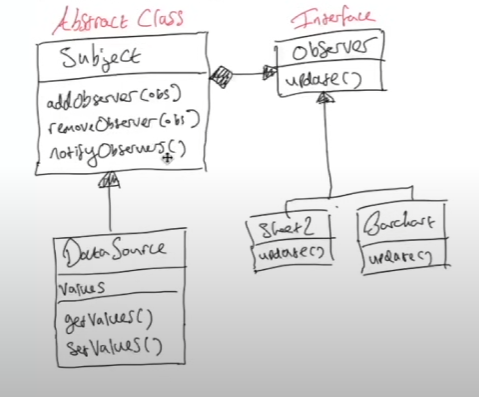 Abstract Class
Subject
addObserver(obs)
removeObserver(obs)
notifyObservers()
Interface
Observer
update()
DataSource
values
getValues()
setValues()
Sheet2
update()
Barchart
update()